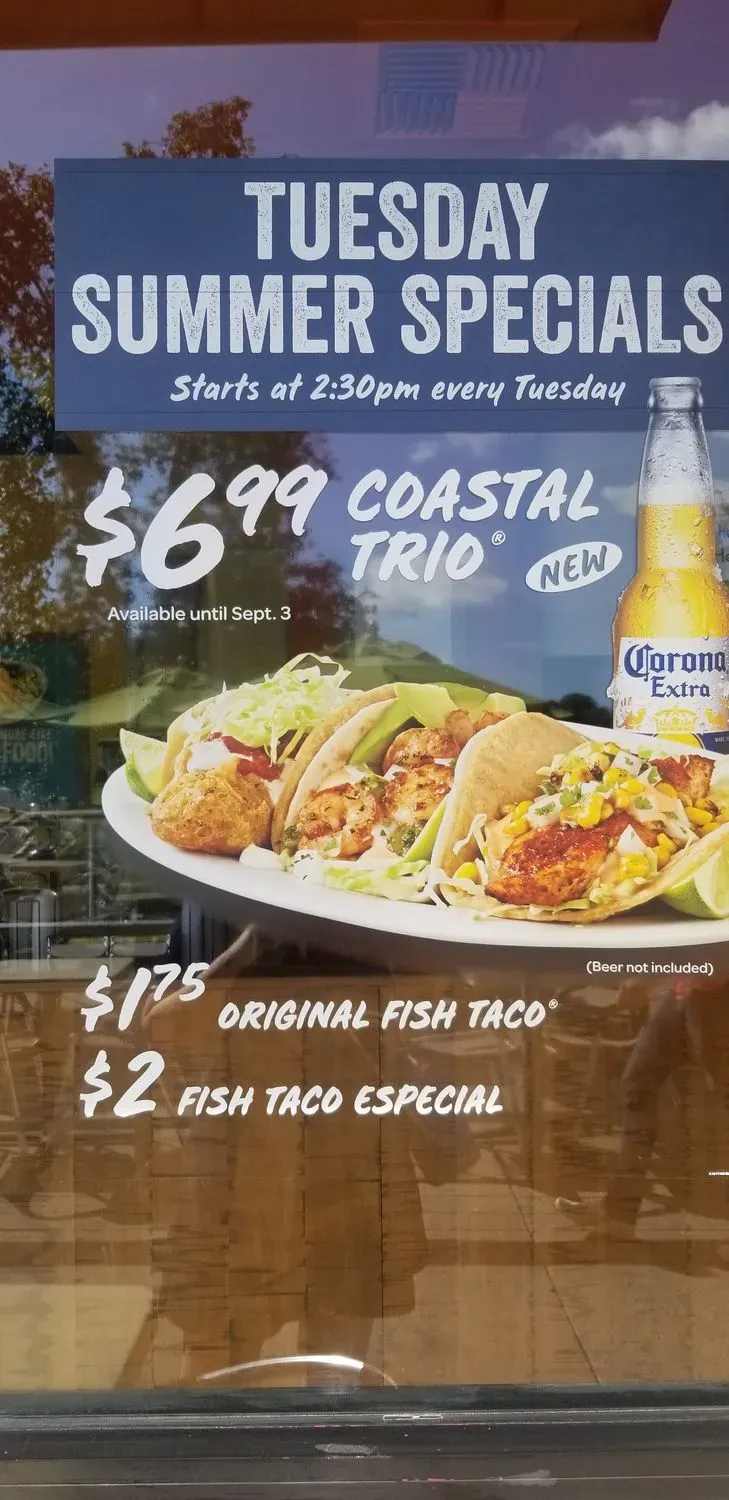 TUESDAY
SUMMER SPECIALS
Starts at 2:30pm every Tuesday
$6⁹⁹ COASTAL
TRIO®
NEW
Available until Sept. 3
Corona
Extra
(Beer not included)
$1⁷⁵ ORIGINAL FISH TACO®
$2 FISH TACO ESPECIAL